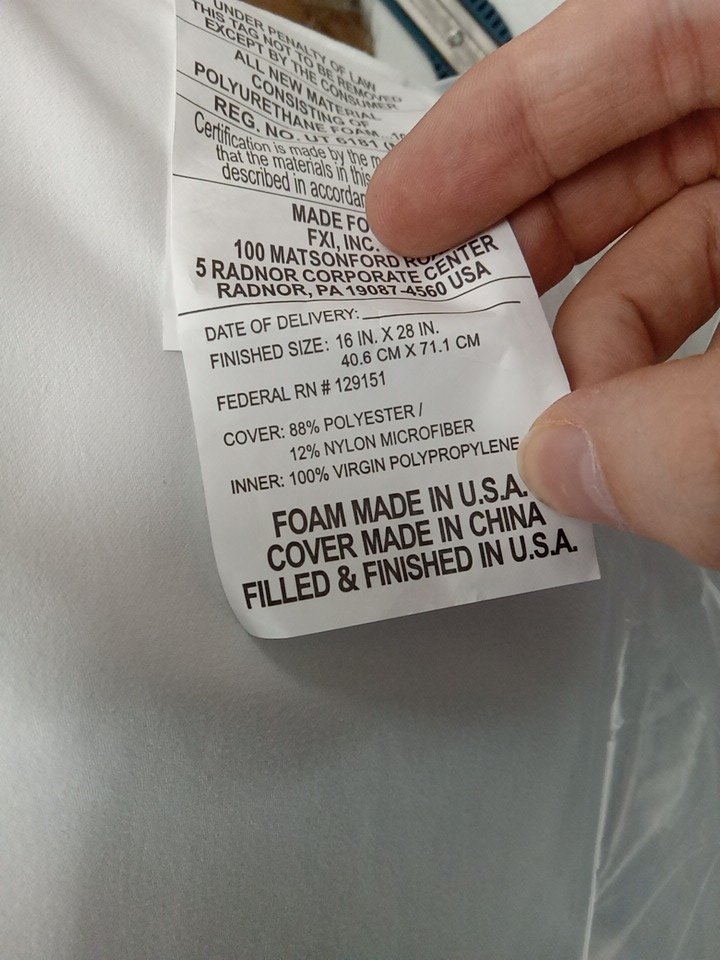 UNDER PENALTY OF LAW
THIS TAG NOT TO BE REMOVED
EXCEPT BY THE CONSUMER
ALL NEW MATERIAL
CONSISTING OF
POLYURETHANE FOAM
REG. NO. UT 6181
Certification is made by the
that the materials in this
described in
MADE
FXI, INC.
100 MATSONFORD
5 RADNOR CORPORATE CENTER
RADNOR, PA 19087-4560 USA
DATE OF DELIVERY:
FINISHED SIZE: 16 IN. X 28 IN.
40.6 CM X 71.1 CM
FEDERAL RN # 129151
COVER: 88% POLYESTER /
12% NYLON MICROFIBER
INNER: 100% VIRGIN POLYPROPYLENE
FOAM MADE IN U.S.A.
COVER MADE IN CHINA
FILLED & FINISHED IN U.S.A.